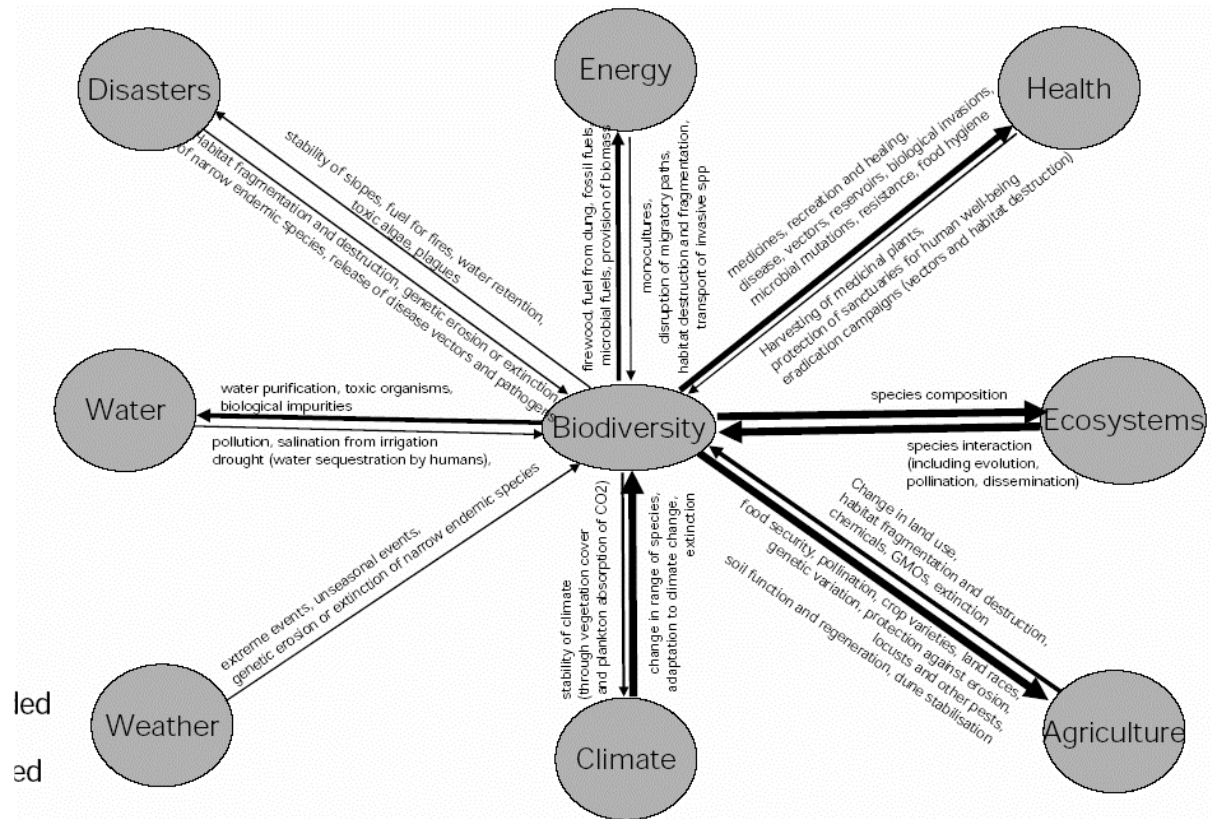 Disasters
Energy
Health
stability of slopes, fuel for fires, water retention,
toxic algae, plaques
Habitat fragmentation and destruction, genetic erosion or extinction
of narrow endemic species, release of disease vectors and pathogens
firewood, fuel from dung, fossil fuels,
microbial fuels, provision of biomass
monocultures,
disruption of migratory paths,
habitat destruction and fragmentation,
transport of invasive spp
medicines, recreation and healing,
disease, vectors, reservoirs, biological invasions,
microbial mutations, resistance, food hygiene
Harvesting of medicinal plants,
protection of sanctuaries for human well-being
eradication campaigns (vectors and habitat destruction)
Water
water purification, toxic organisms,
biological impurities
pollution, salination from irrigation
drought (water sequestration by humans),
Biodiversity
species composition
species interaction
(including evolution,
pollination, dissemination)
Ecosystems
extreme events, unseasonal events,
genetic erosion or extinction of narrow endemic species
stability of climate
(through vegetation cover
and plankton absorption of CO2)
change in range of species,
adaptation to climate change,
extinction
Change in land use,
habitat fragmentation and destruction,
chemicals, GMOs, extinction
food security, pollination, crop varieties, land races,
genetic variation, protection against erosion,
locusts and other pests,
soil function and regeneration, dune stabilisation
led
ed
Weather
Climate
Agriculture